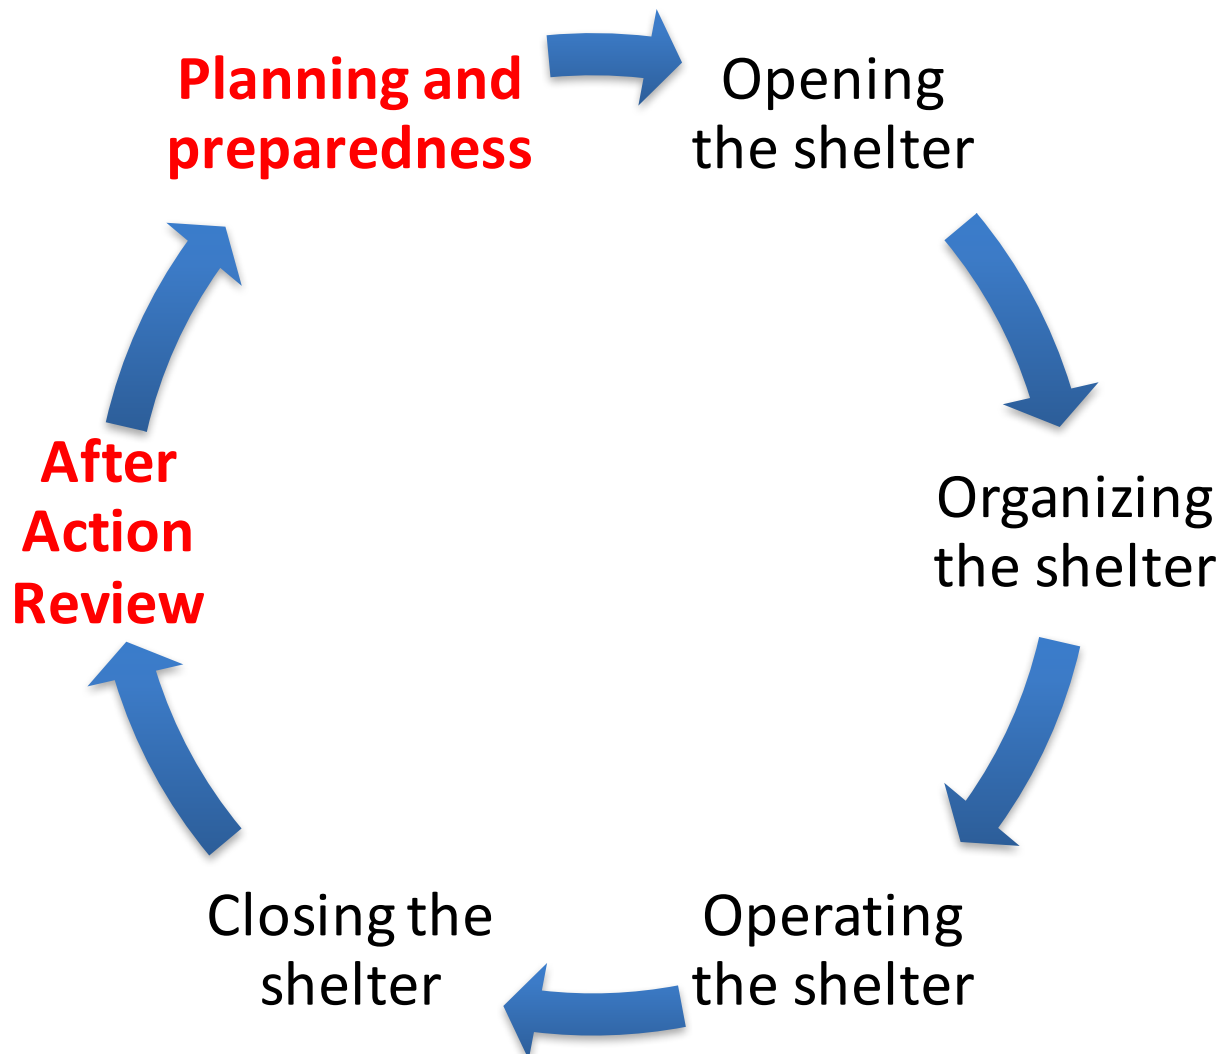 Planning and
preparedness
Opening
the shelter
Organizing
the shelter
Operating
the shelter
Closing the
shelter
After
Action
Review